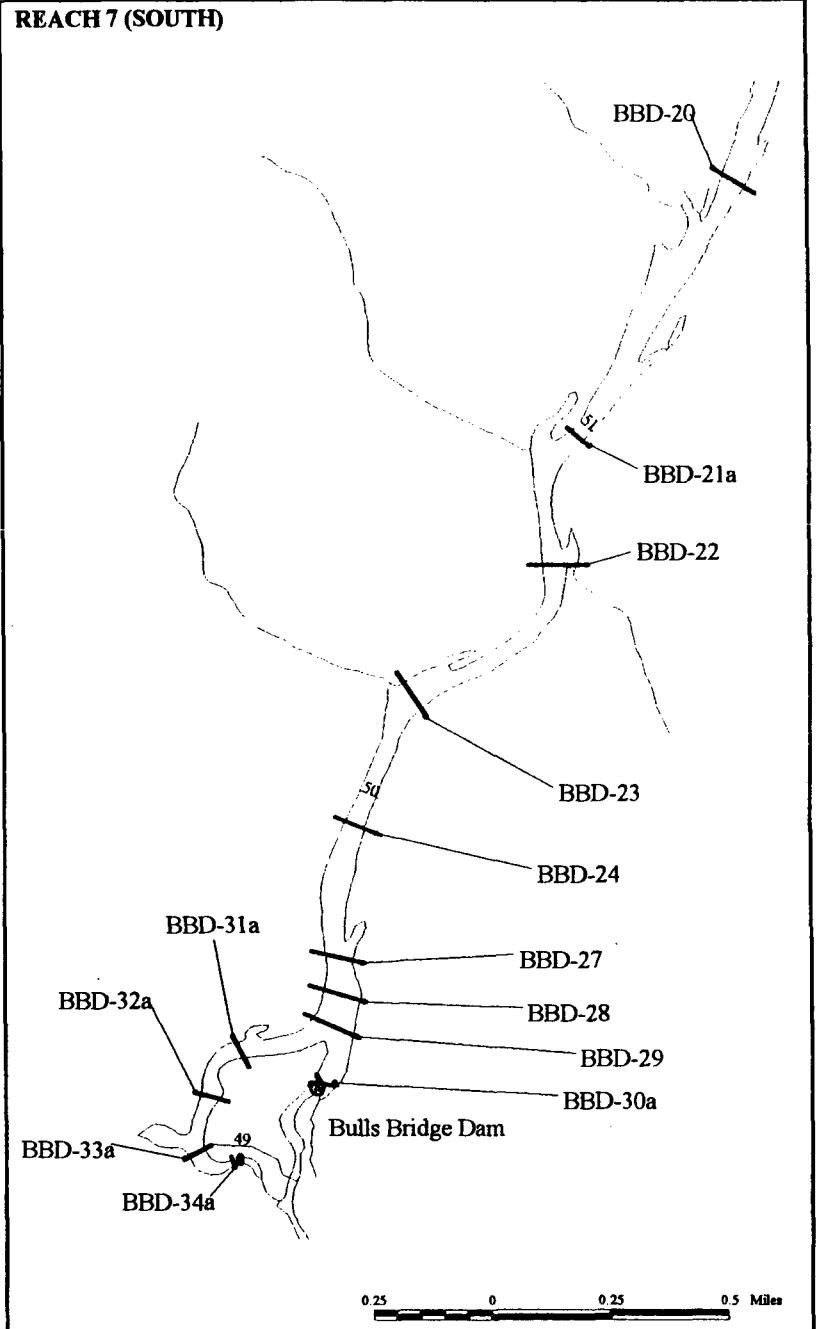 REACH 7 (SOUTH)
BBD-20
51
BBD-21a
BBD-22
BBD-23
50
BBD-24
BBD-31a
BBD-27
BBD-32a
BBD-28
BBD-29
BBD-30a
Bulls Bridge Dam
49
BBD-33a
BBD-34a
0.25 0 0.25 0.5 Miles